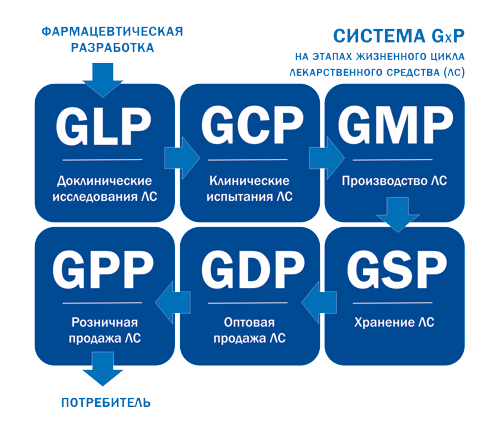 ФАРМАЦЕВТИЧЕСКАЯ
РАЗРАБОТКА
СИСТЕМА GxP
НА ЭТАПАХ ЖИЗНЕННОГО ЦИКЛА
ЛЕКАРСТВЕННОГО СРЕДСТВА (ЛС)
GLP
Доклинические
исследования ЛС
GCP
Клинические
испытания ЛС
GMP
Производство ЛС
GPP
Розничная
продажа ЛС
GDP
Оптовая
продажа ЛС
GSP
Хранение ЛС
ПОТРЕБИТЕЛЬ